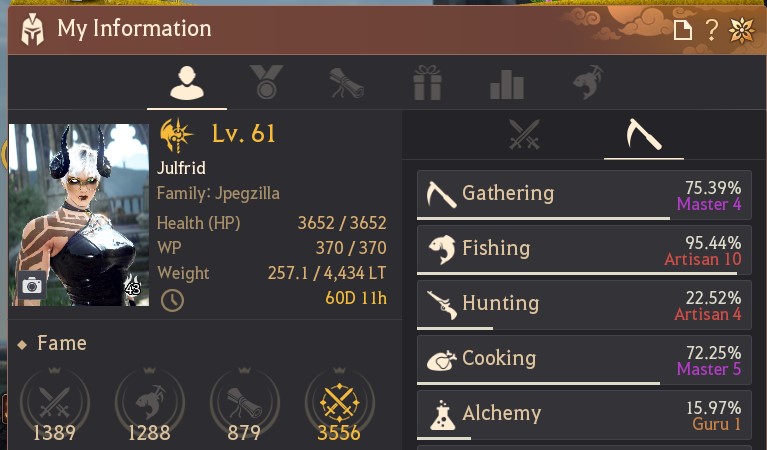 My Information
?
Lv. 61
Julfrid
Family: Jpegzilla
Health (HP) 3652 / 3652
WP 370 / 370
Weight 257.1 / 4,434 LT
60D 11h
43
Fame
1389 1288 879 3556
Gathering 75.39%
Master 4
Fishing 95.44%
Artisan 10
Hunting 22.52%
Artisan 4
Cooking 72.25%
Master 5
Alchemy 15.97%
Guru 1